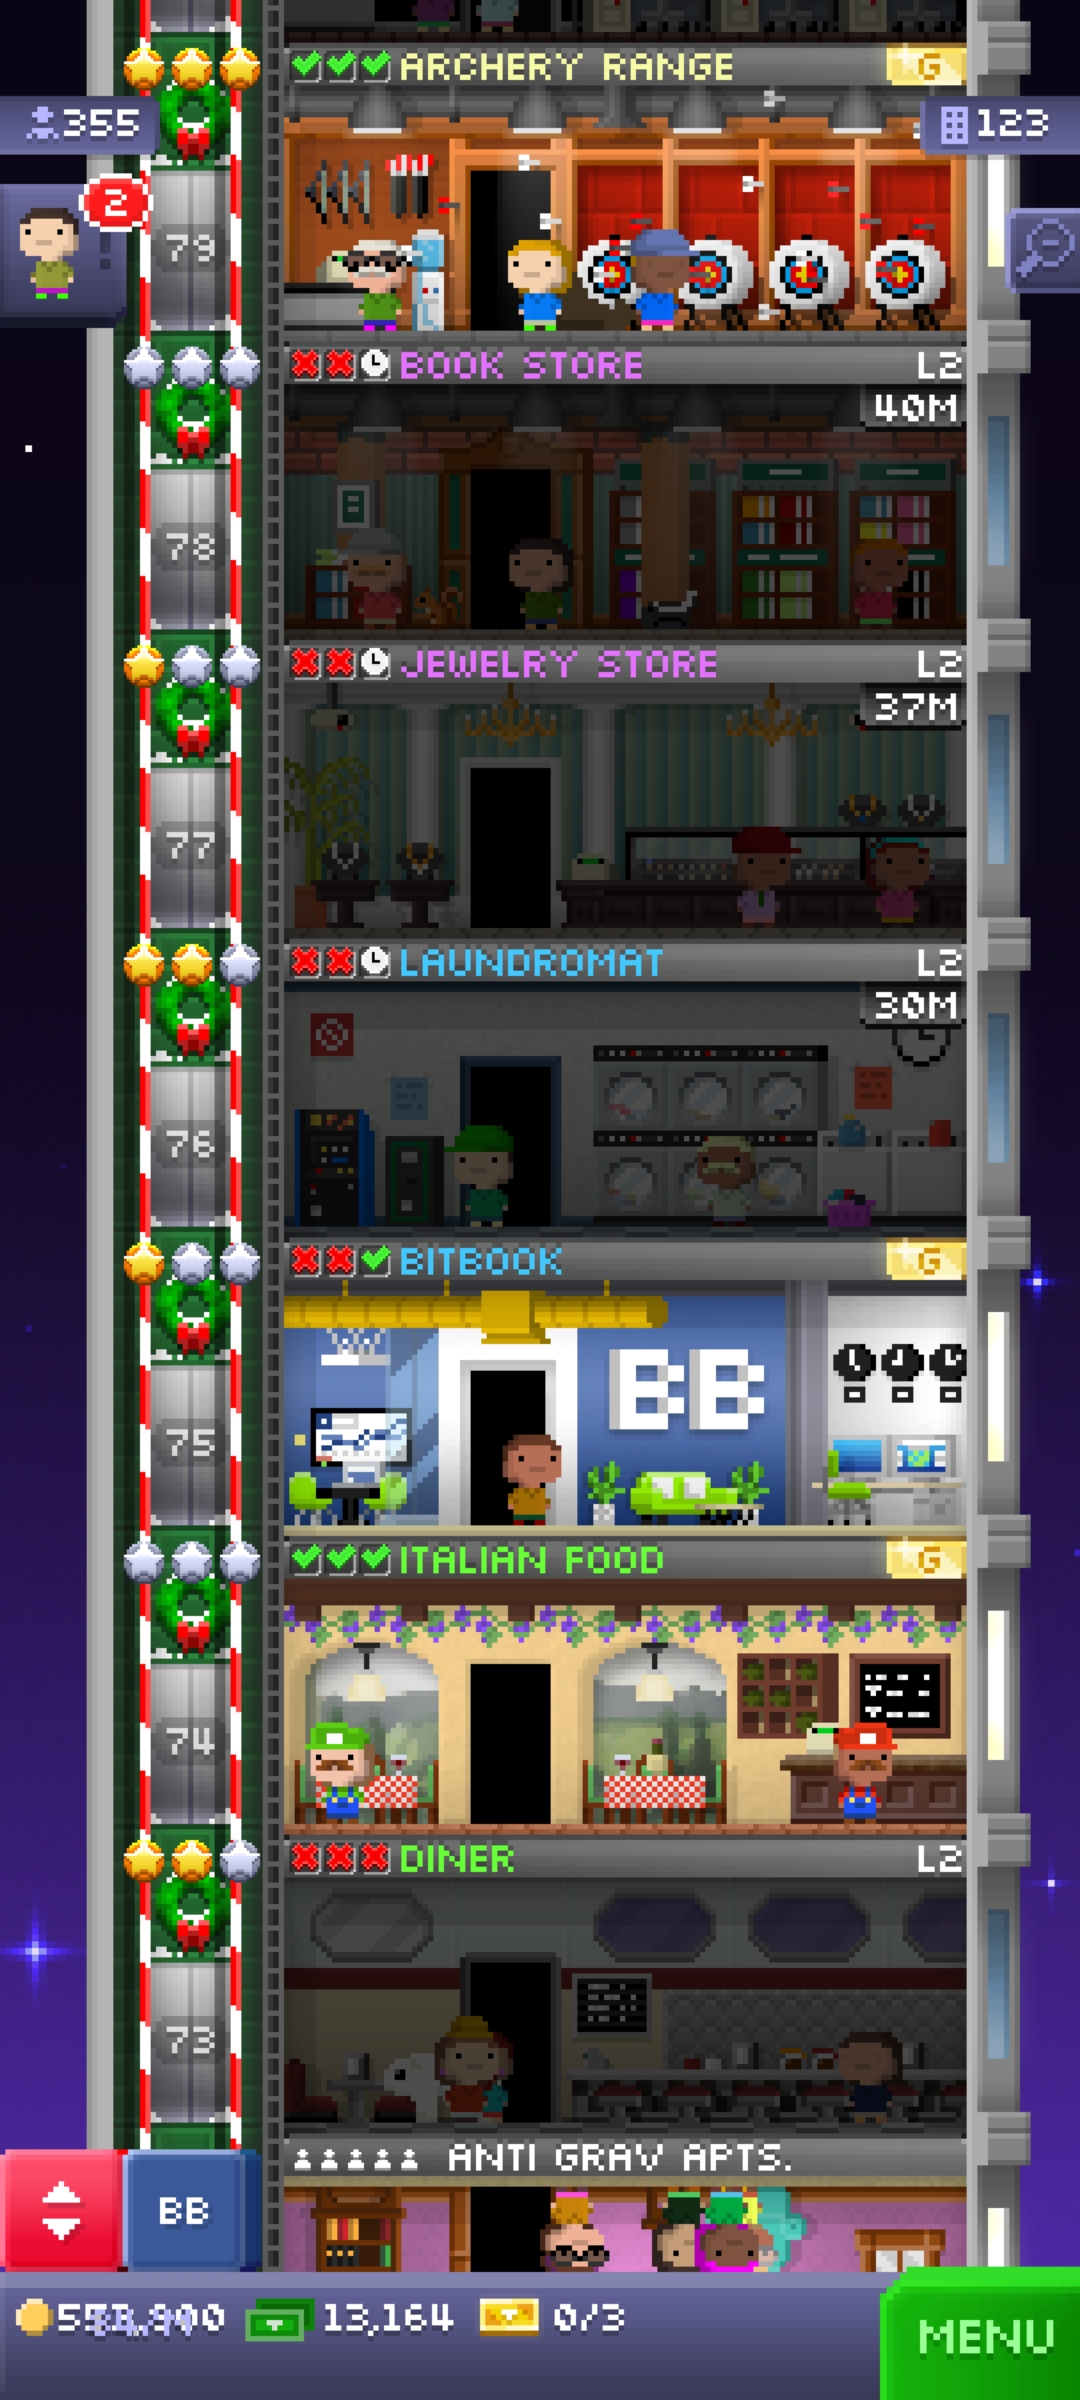 ARCHERY RANGE G
355
123
2
79
BOOK STORE L2
40M
78
JEWELRY STORE L2
37M
77
LAUNDROMAT L2
30M
76
BITBOOK G
BB
75
ITALIAN FOOD G
74
DINER L2
73
ANTI GRAV APTS.
BB
13,164 0/3
MENU